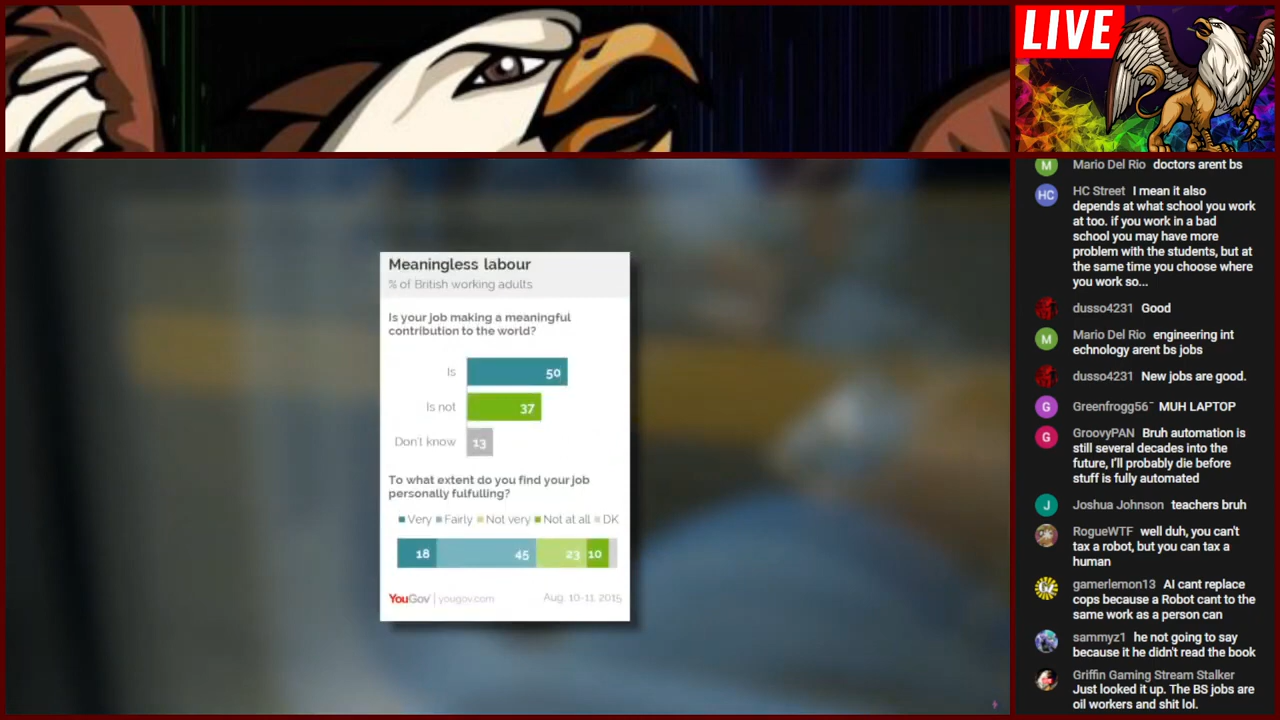 LIVE
Meaningless labour
% of British working adults
Is your job making a meaningful
contribution to the world?
Is 50
Is not 37
Don't know 13
To what extent do you find your job
personally fulfulling?
Very Fairly Not very Not at all DK
18 45 23 10
YouGov | yougov.com Aug. 10-11, 2015
M Mario Del Rio doctors arent bs
HC HC Street I mean it also
depends at what school you work
at too. if you work in a bad
school you may have more
problem with the students, but at
the same time you choose where
you work so...
dusso4231 Good
M Mario Del Rio engineering int
echnology arent bs jobs
dusso4231 New jobs are good.
G Greenfrogg56˜ MUH LAPTOP
G GroovyPAN Bruh automation is
still several decades into the
future, I'll probably die before
stuff is fully automated
J Joshua Johnson teachers bruh
RogueWTF well duh, you can't
tax a robot, but you can tax a
human
gamerlemon13 AI cant replace
cops because a Robot cant to the
same work as a person can
sammyz1 he not going to say
because it he didn't read the book
Griffin Gaming Stream Stalker
Just looked it up. The BS jobs are
oil workers and shit lol.